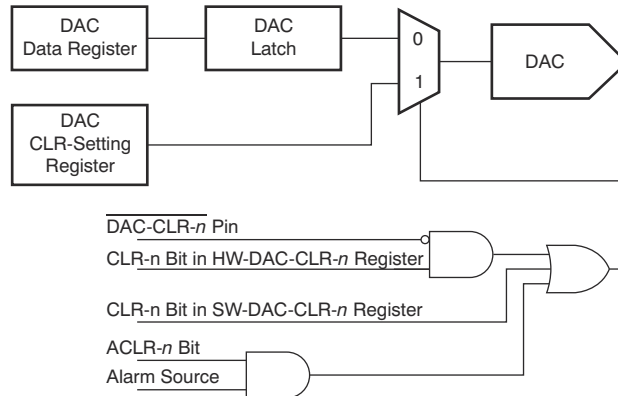 DAC
Data Register
DAC
Latch
0
1
DAC
DAC
CLR-Setting
Register
DAC-CLR-n Pin
CLR-n Bit in HW-DAC-CLR-n Register
CLR-n Bit in SW-DAC-CLR-n Register
ACLR-n Bit
Alarm Source